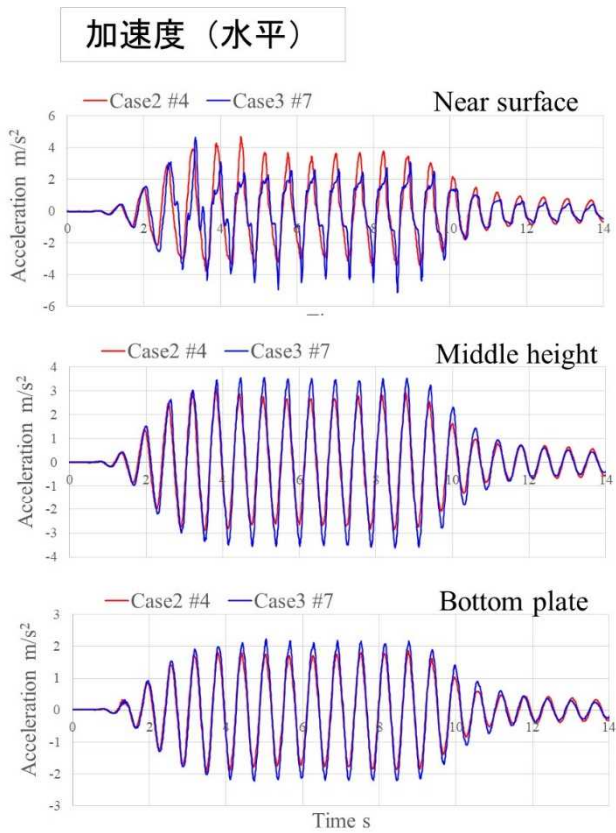 加速度（水平）
Case2 #4 Case3 #7 Near surface
Acceleration m/s²
6
4
2
0
-2
-4
-6
0 2 4 6 8 10 12 14
Case2 #4 Case3 #7 Middle height
Acceleration m/s²
4
3
2
1
0
-1
-2
-3
-4
0 2 4 6 8 10 12 14
Case2 #4 Case3 #7 Bottom plate
Acceleration m/s²
3
2
1
0
-1
-2
-3
0 2 4 6 8 10 12 14
Time s